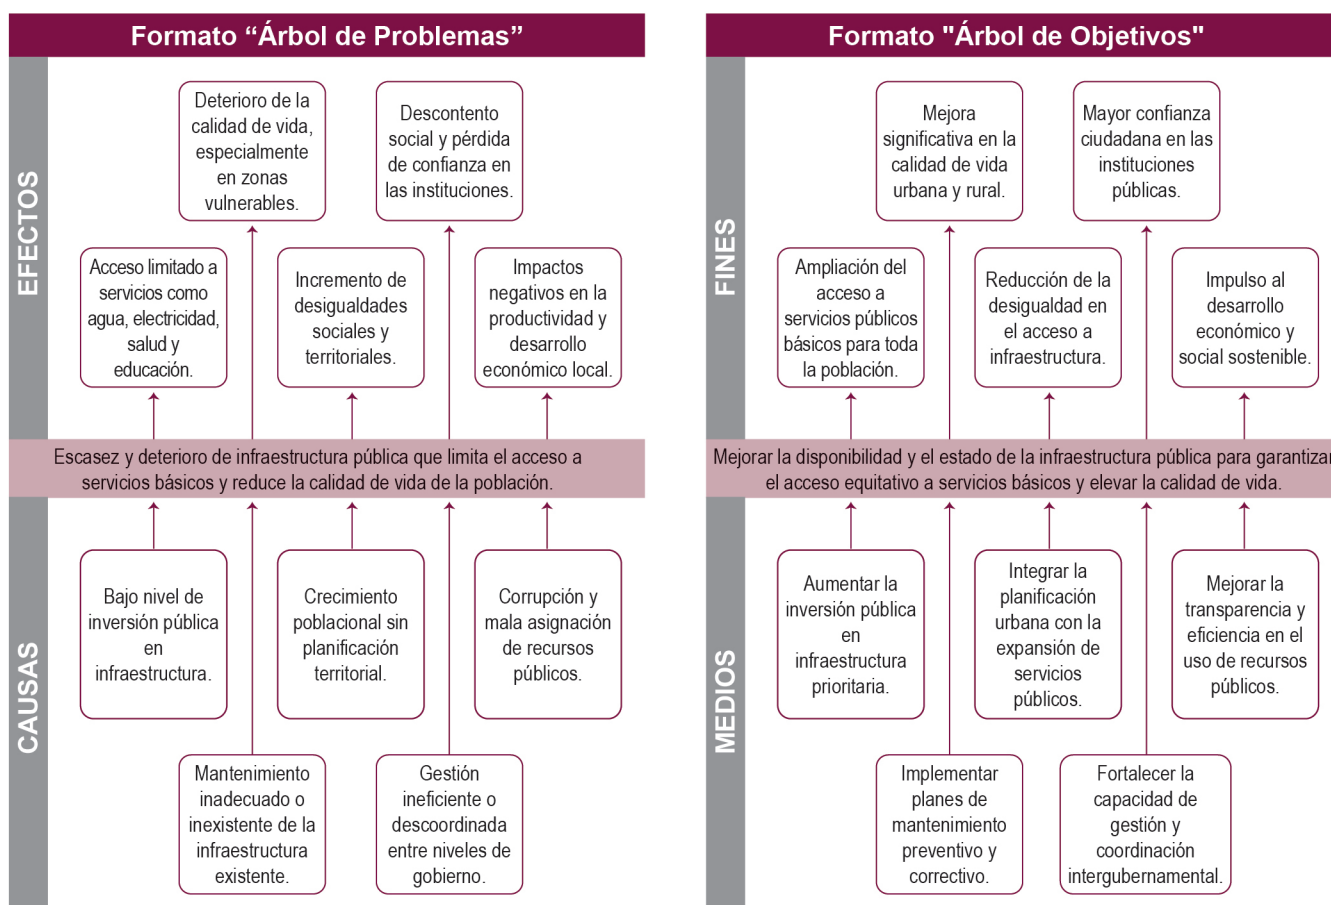 Formato “Árbol de Problemas”
EFECTOS
Deterioro de la
calidad de vida,
especialmente
en zonas
vulnerables.
Descontento
social y pérdida
de confianza en
las instituciones.
Acceso limitado a
servicios como
agua, electricidad,
salud y
educación.
Incremento de
desigualdades
sociales y
territoriales.
Impactos
negativos en la
productividad y
desarrollo
económico local.
Escasez y deterioro de infraestructura pública que limita el acceso a
servicios básicos y reduce la calidad de vida de la población.
CAUSAS
Bajo nivel de
inversión pública
en
infraestructura.
Crecimiento
poblacional sin
planificación
territorial.
Corrupción y
mala asignación
de recursos
públicos.
Mantenimiento
inadecuado o
inexistente de la
infraestructura
existente.
Gestión
ineficiente o
descoordinada
entre niveles de
gobierno.
Formato "Árbol de Objetivos"
FINES
Mejora
significativa en la
calidad de vida
urbana y rural.
Mayor confianza
ciudadana en las
instituciones
públicas.
Ampliación del
acceso a
servicios públicos
básicos para toda
la población.
Reducción de la
desigualdad en
el acceso a
infraestructura.
Impulso al
desarrollo
económico y
social sostenible.
Mejorar la disponibilidad y el estado de la infraestructura pública para garantizar
el acceso equitativo a servicios básicos y elevar la calidad de vida.
MEDIOS
Aumentar la
inversión pública
en
infraestructura
prioritaria.
Integrar la
planificación
urbana con la
expansión de
servicios
públicos.
Mejorar la
transparencia y
eficiencia en el
uso de recursos
públicos.
Implementar
planes de
mantenimiento
preventivo y
correctivo.
Fortalecer la
capacidad de
gestión y
coordinación
intergubernamental.